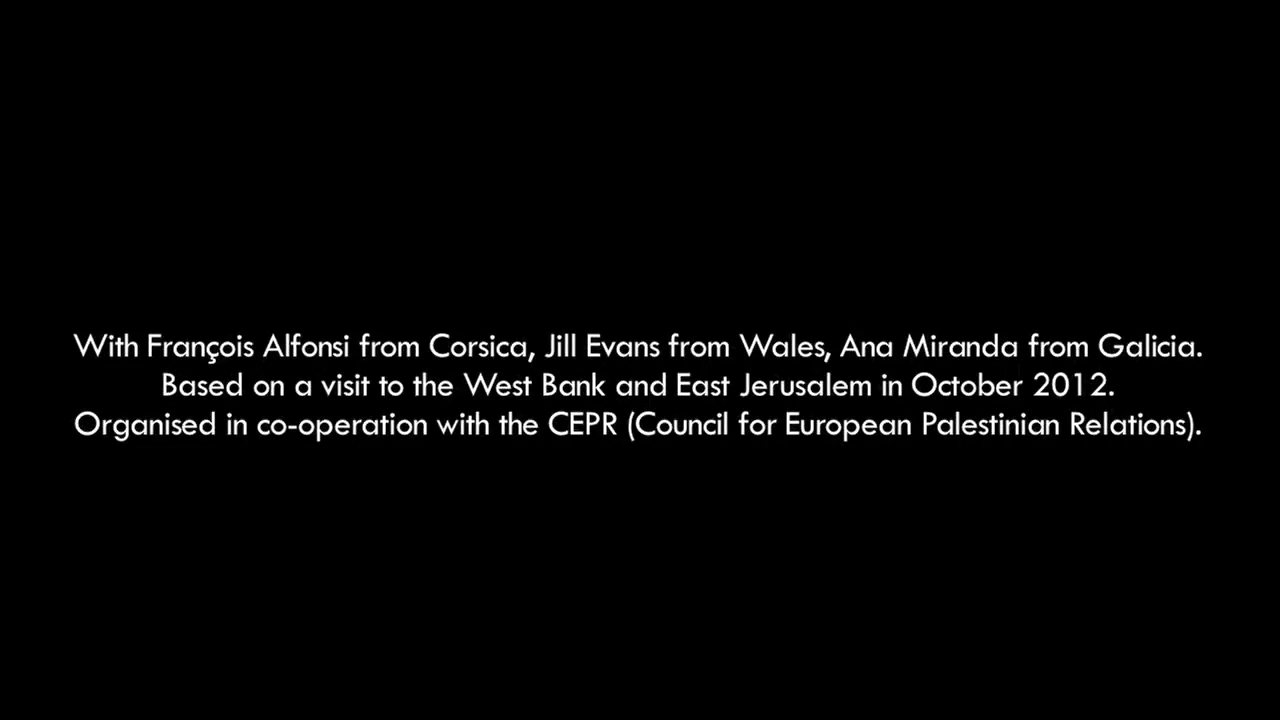 With François Alfonsi from Corsica, Jill Evans from Wales, Ana Miranda from Galicia.
Based on a visit to the West Bank and East Jerusalem in October 2012.
Organised in co-operation with the CEPR (Council for European Palestinian Relations).